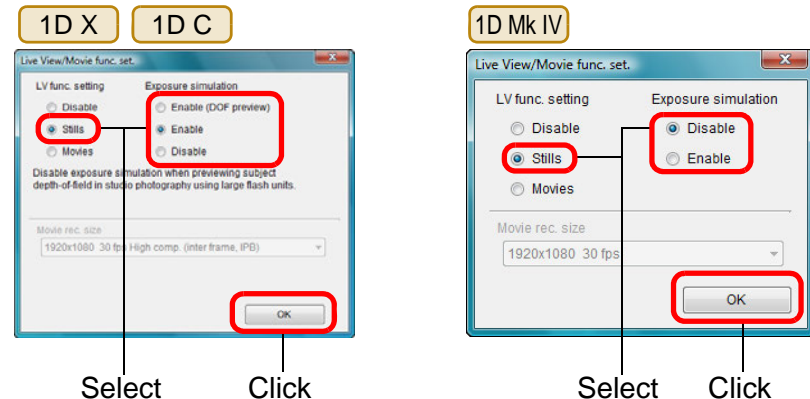 1D X 1D C
Live View/Movie func. set.
LV func. setting Exposure simulation
Disable Enable (DOF preview)
Stills Enable
Movies Disable
Disable exposure simulation when previewing subject
depth-of-field in studio photography using large flash units.
Movie rec. size
1920x1080 30 fps High comp. (inter frame, IPB)
OK
Select Click
1D Mk IV
Live View/Movie func. set.
LV func. setting Exposure simulation
Disable Disable
Stills Enable
Movies
Movie rec. size
1920x1080 30 fps
OK
Select Click